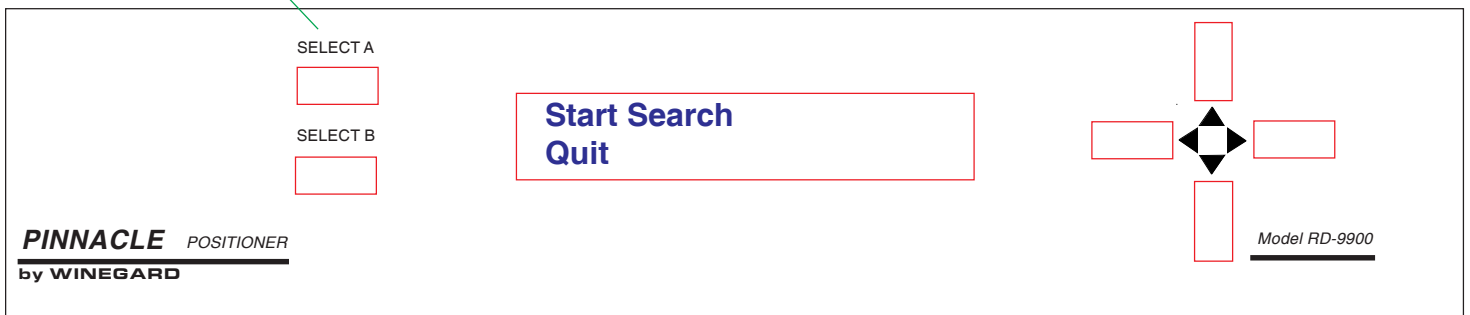 SELECT A
SELECT B
Start Search
Quit
PINNACLE POSITIONER
by WINEGARD
Model RD-9900